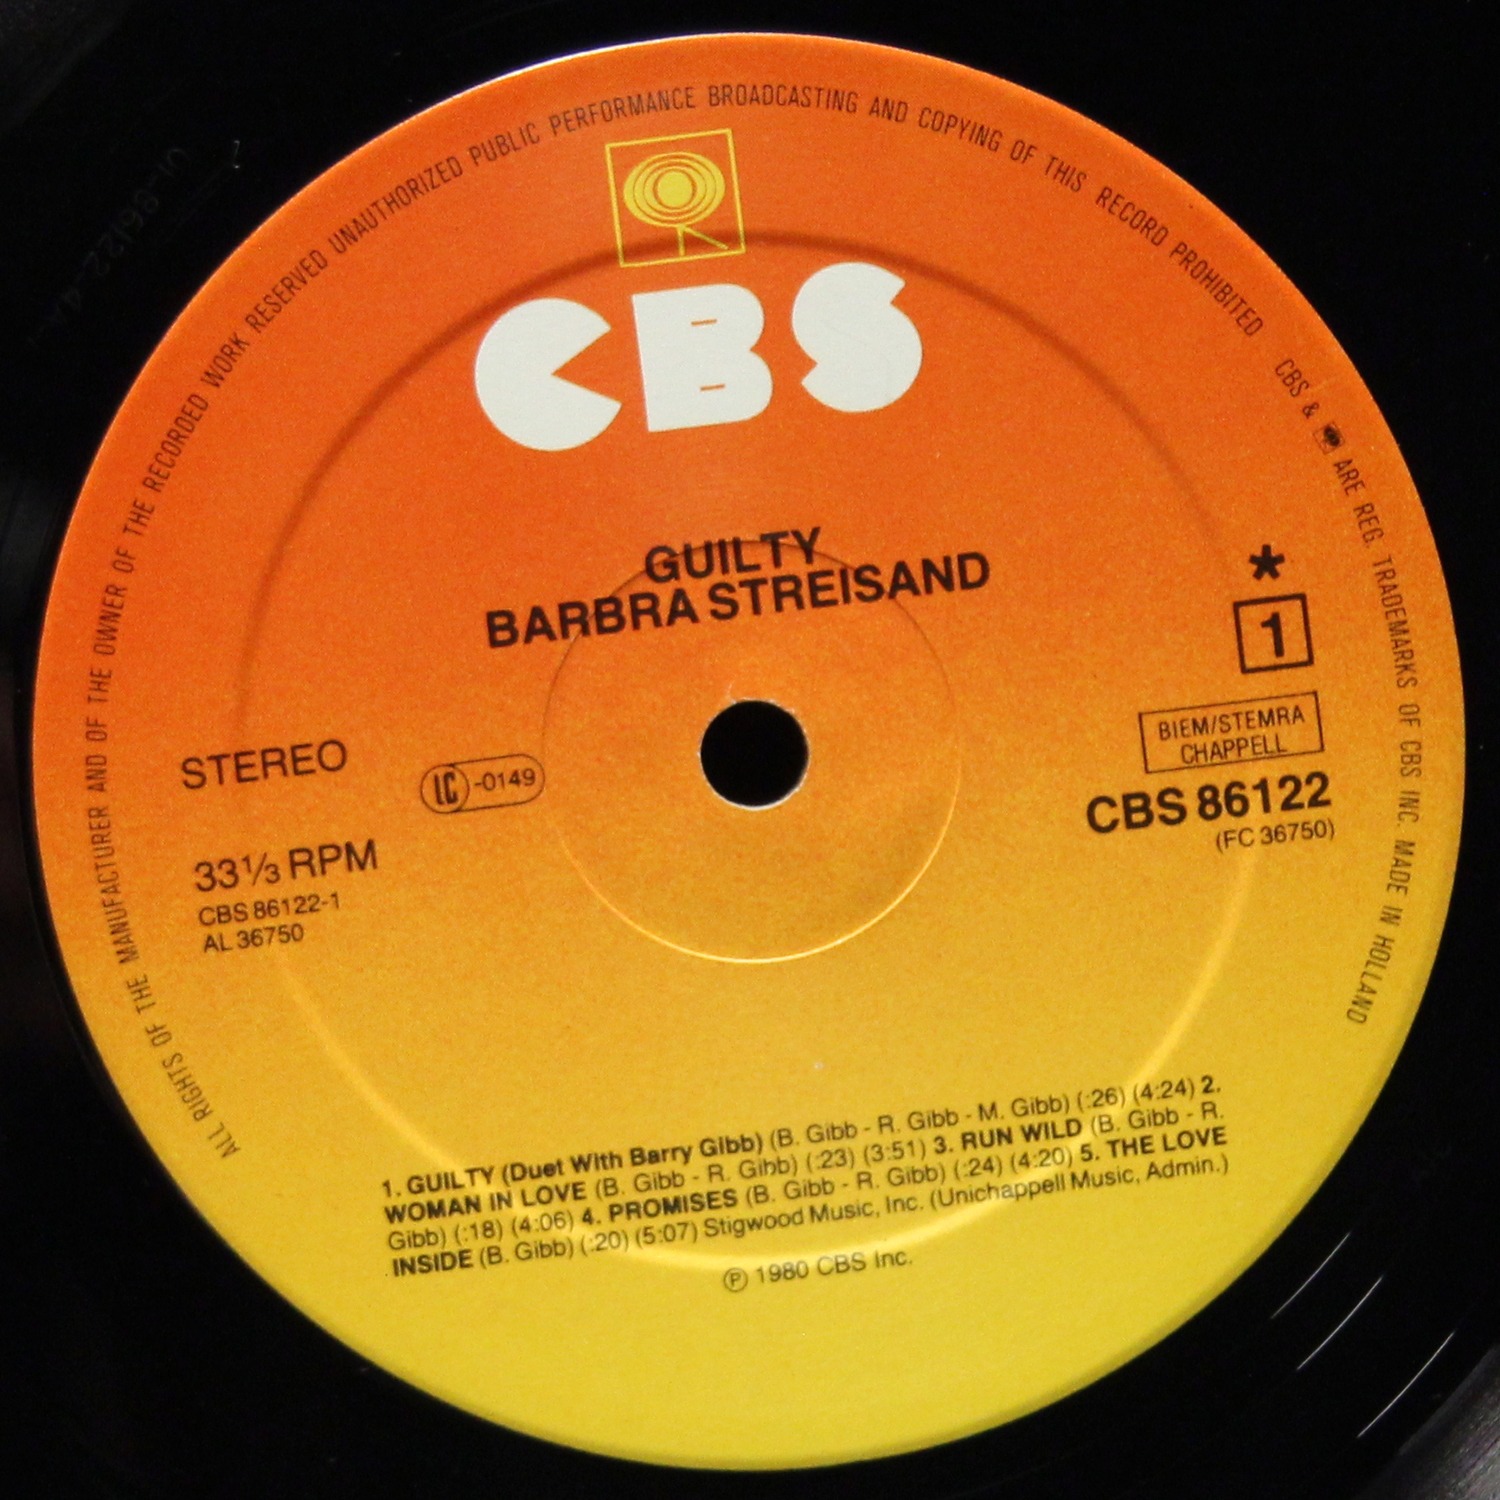 ALL RIGHTS OF THE MANUFACTURER AND OF THE OWNER OF THE RECORDED WORK RESERVED UNAUTHORIZED PUBLIC PERFORMANCE BROADCASTING AND COPYING OF THIS RECORD PROHIBITED CBS & ARE REG. TRADEMARKS OF CBS INC. MADE IN HOLLAND
CBS
GUILTY
BARBRA STREISAND
*
1
STEREO
LC -0149
BIEM/STEMRA
CHAPPELL
CBS 86122
(FC 36750)
33 1/3 RPM
CBS 86122-1
AL 36750
1. GUILTY (Duet With Barry Gibb) (B. Gibb - R. Gibb - M. Gibb) (:26) (4:24) 2.
WOMAN IN LOVE (B. Gibb - R. Gibb) (:23) (3:51) 3. RUN WILD (B. Gibb - R.
Gibb) (:18) (4:06) 4. PROMISES (B. Gibb - R. Gibb) (:24) (4:20) 5. THE LOVE
INSIDE (B. Gibb) (:20) (5:07) Stigwood Music, Inc. (Unichappell Music, Admin.)
℗ 1980 CBS Inc.